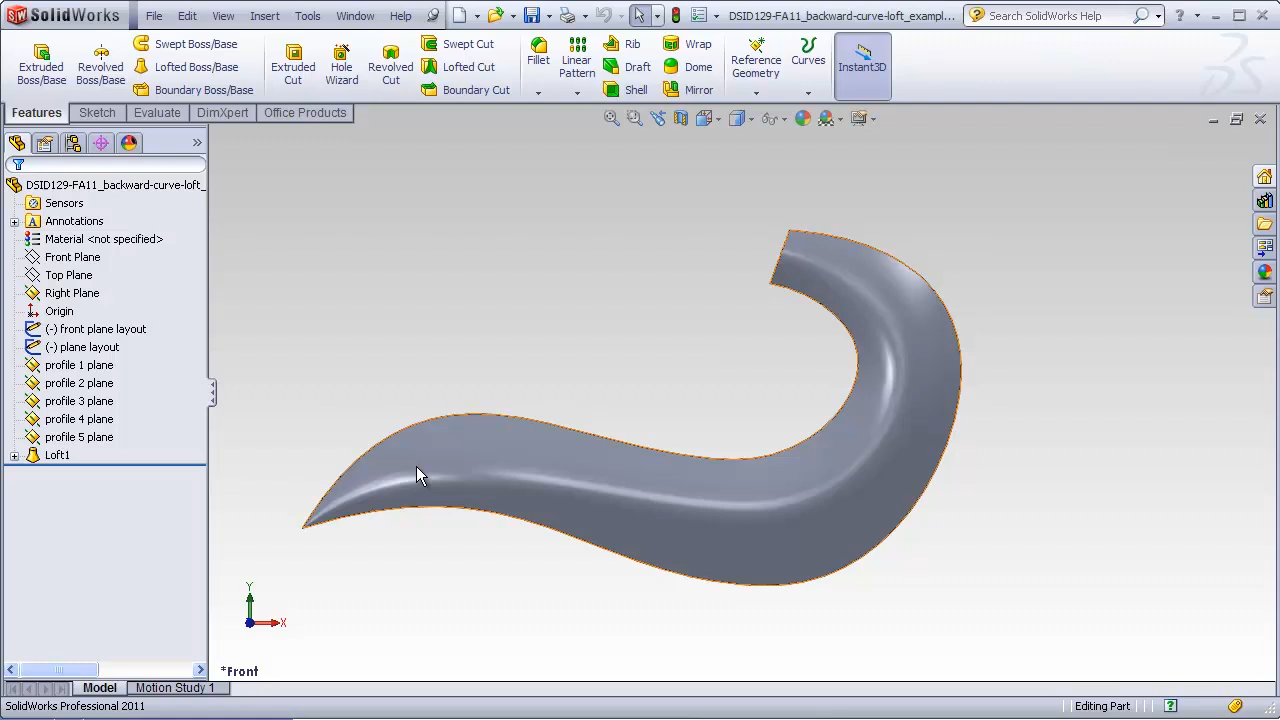 SolidWorks File Edit View Insert Tools Window Help DSID129-FA11_backward-curve-loft_exampl... Search SolidWorks Help
Extruded Boss/Base
Revolved Boss/Base
Swept Boss/Base
Lofted Boss/Base
Boundary Boss/Base
Extruded Cut
Hole Wizard
Revolved Cut
Swept Cut
Lofted Cut
Boundary Cut
Fillet
Linear Pattern
Rib
Draft
Shell
Wrap
Dome
Mirror
Reference Geometry
Curves
Instant3D
Features Sketch Evaluate DimXpert Office Products
DSID129-FA11_backward-curve-loft_
Sensors
Annotations
Material <not specified>
Front Plane
Top Plane
Right Plane
Origin
(-) front plane layout
(-) plane layout
profile 1 plane
profile 2 plane
profile 3 plane
profile 4 plane
profile 5 plane
Loft1
Y
X
*Front
Model Motion Study 1
SolidWorks Professional 2011 Editing Part